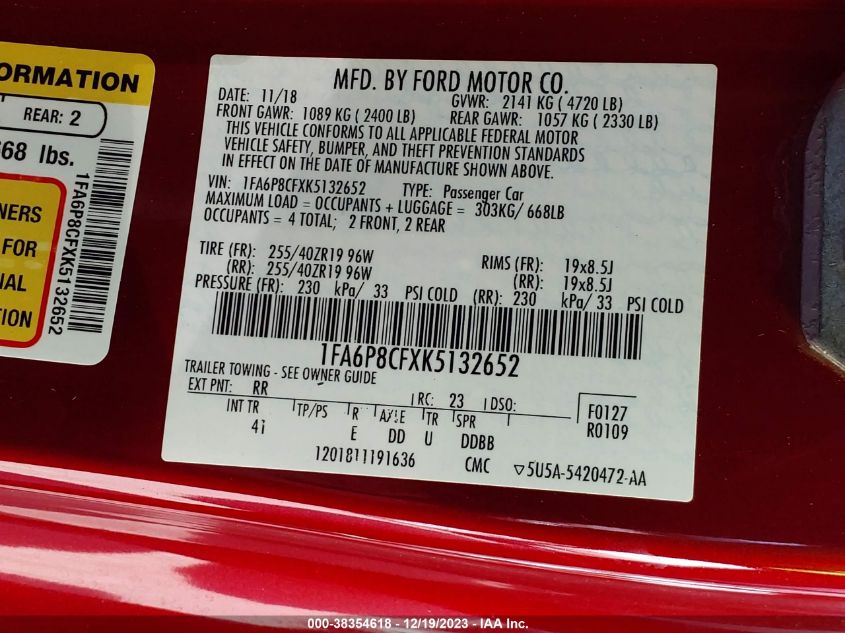 ORMATION
REAR: 2
668 lbs.
NERS
FOR
IAL
TION
1FA6P8CFXK5132652
MFD. BY FORD MOTOR CO.
DATE: 11/18 GVWR: 2141 KG ( 4720 LB)
FRONT GAWR: 1089 KG ( 2400 LB) REAR GAWR: 1057 KG ( 2330 LB)
THIS VEHICLE CONFORMS TO ALL APPLICABLE FEDERAL MOTOR
VEHICLE SAFETY, BUMPER, AND THEFT PREVENTION STANDARDS
IN EFFECT ON THE DATE OF MANUFACTURE SHOWN ABOVE.
VIN: 1FA6P8CFXK5132652 TYPE: Passenger Car
MAXIMUM LOAD = OCCUPANTS + LUGGAGE = 303KG/ 668LB
OCCUPANTS = 4 TOTAL; 2 FRONT, 2 REAR
TIRE (FR): 255/40ZR19 96W RIMS (FR): 19x8.5J
(RR): 255/40ZR19 96W (RR): 19x8.5J
PRESSURE (FR): 230 kPa/ 33 PSI COLD (RR): 230 kPa/ 33 PSI COLD
1FA6P8CFXK5132652
TRAILER TOWING - SEE OWNER GUIDE
EXT PNT: RR RC: 23 DSO: F0127
INT TR TP/PS R AXLE TR SPR R0109
41 E DD U DDBB
1201811191636 CMC ▽5U5A-5420472-AA
000-38354618 - 12/19/2023 - IAA Inc.